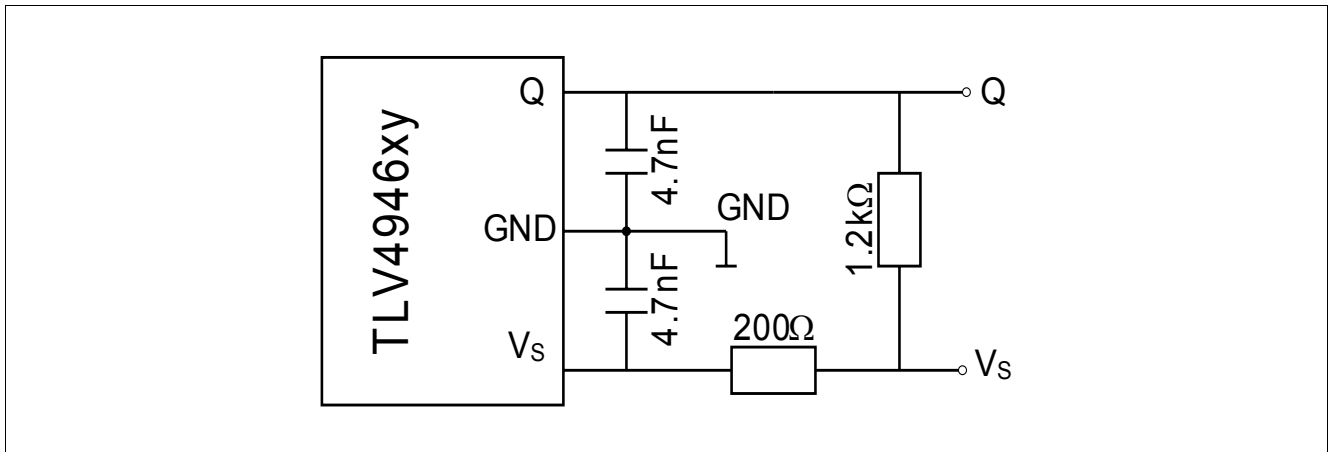 TLV4946xy
Q
GND
VS
4.7nF
4.7nF
GND
200Ω
1.2kΩ
Q
VS